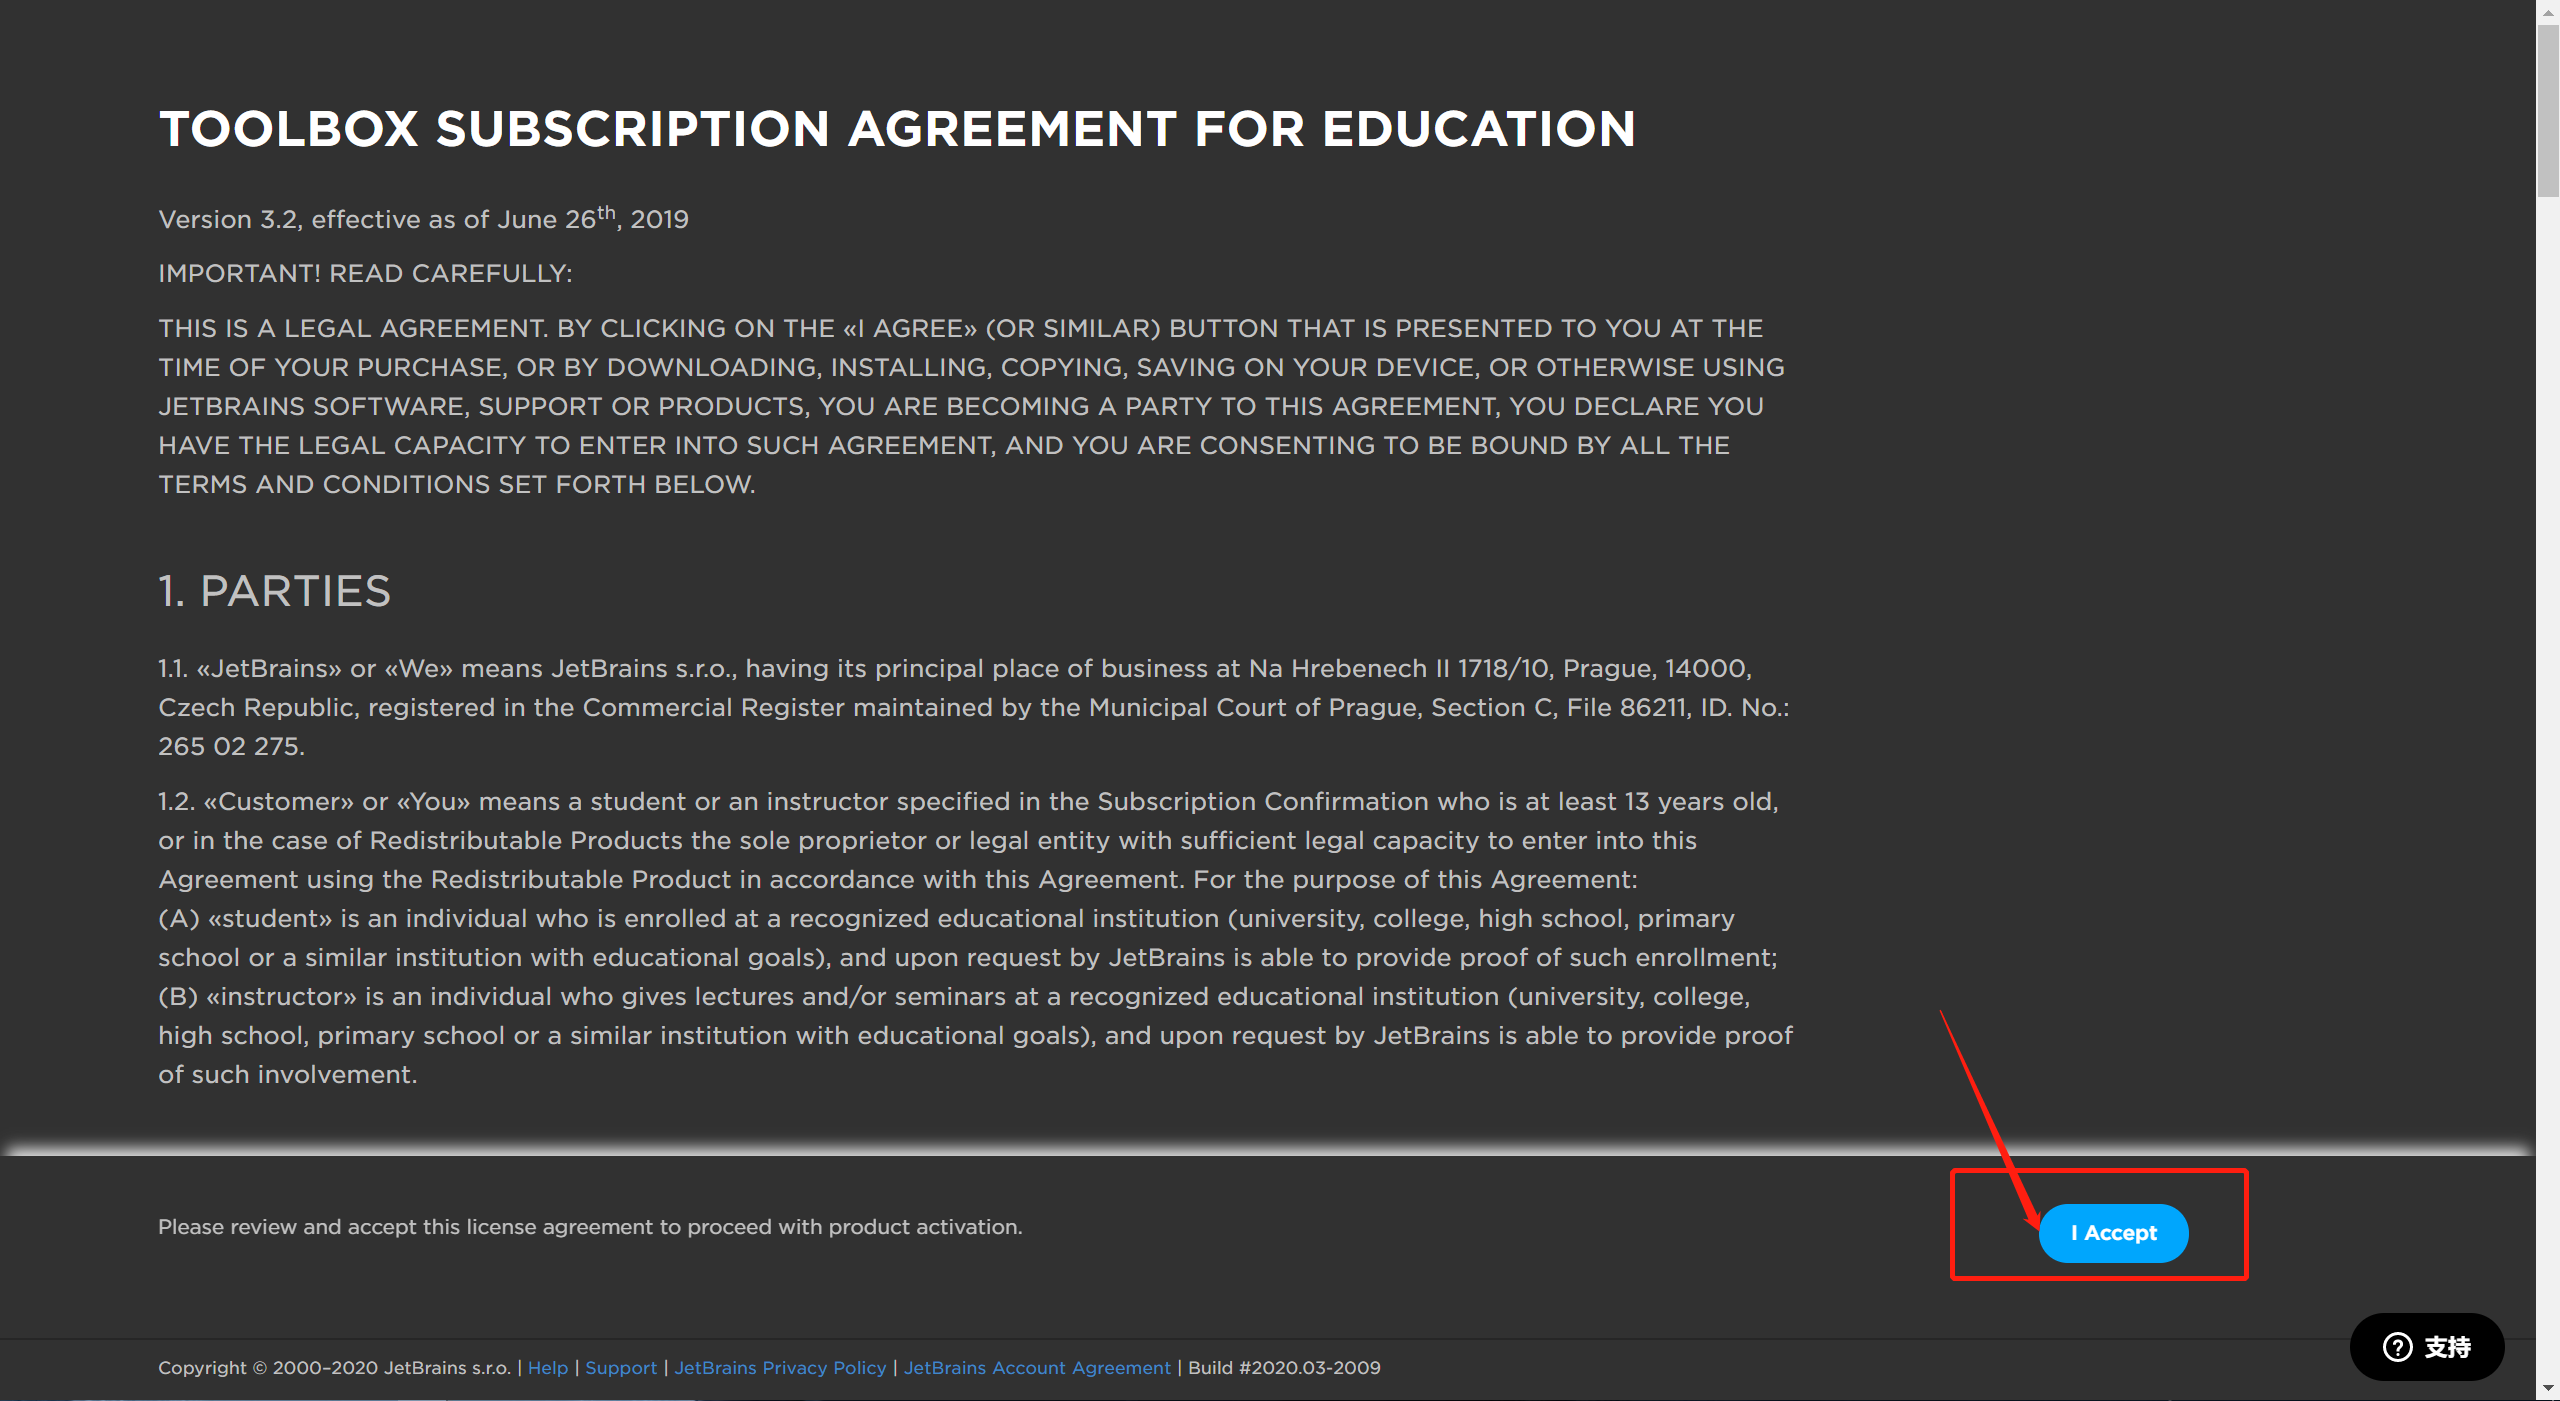 TOOLBOX SUBSCRIPTION AGREEMENT FOR EDUCATION
Version 3.2, effective as of June 26th, 2019
IMPORTANT! READ CAREFULLY:
THIS IS A LEGAL AGREEMENT. BY CLICKING ON THE «I AGREE» (OR SIMILAR) BUTTON THAT IS PRESENTED TO YOU AT THE
TIME OF YOUR PURCHASE, OR BY DOWNLOADING, INSTALLING, COPYING, SAVING ON YOUR DEVICE, OR OTHERWISE USING
JETBRAINS SOFTWARE, SUPPORT OR PRODUCTS, YOU ARE BECOMING A PARTY TO THIS AGREEMENT, YOU DECLARE YOU
HAVE THE LEGAL CAPACITY TO ENTER INTO SUCH AGREEMENT, AND YOU ARE CONSENTING TO BE BOUND BY ALL THE
TERMS AND CONDITIONS SET FORTH BELOW.
1. PARTIES
1.1. «JetBrains» or «We» means JetBrains s.r.o., having its principal place of business at Na Hrebenech II 1718/10, Prague, 14000,
Czech Republic, registered in the Commercial Register maintained by the Municipal Court of Prague, Section C, File 86211, ID. No.:
265 02 275.
1.2. «Customer» or «You» means a student or an instructor specified in the Subscription Confirmation who is at least 13 years old,
or in the case of Redistributable Products the sole proprietor or legal entity with sufficient legal capacity to enter into this
Agreement using the Redistributable Product in accordance with this Agreement. For the purpose of this Agreement:
(A) «student» is an individual who is enrolled at a recognized educational institution (university, college, high school, primary
school or a similar institution with educational goals), and upon request by JetBrains is able to provide proof of such enrollment;
(B) «instructor» is an individual who gives lectures and/or seminars at a recognized educational institution (university, college,
high school, primary school or a similar institution with educational goals), and upon request by JetBrains is able to provide proof
of such involvement.
Please review and accept this license agreement to proceed with product activation.
I Accept
支持
Copyright © 2000–2020 JetBrains s.r.o. | Help | Support | JetBrains Privacy Policy | JetBrains Account Agreement | Build #2020.03-2009